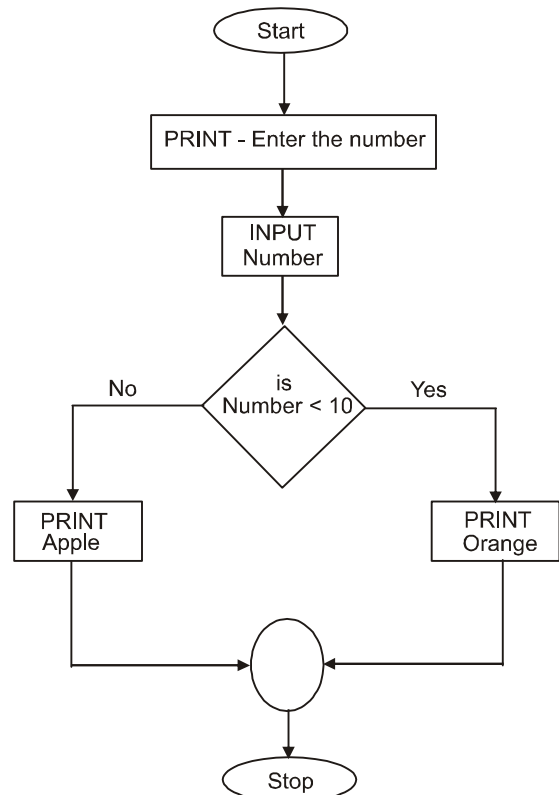 Start
PRINT - Enter the number
INPUT
Number
is
Number < 10
No
Yes
PRINT
Apple
PRINT
Orange
Stop